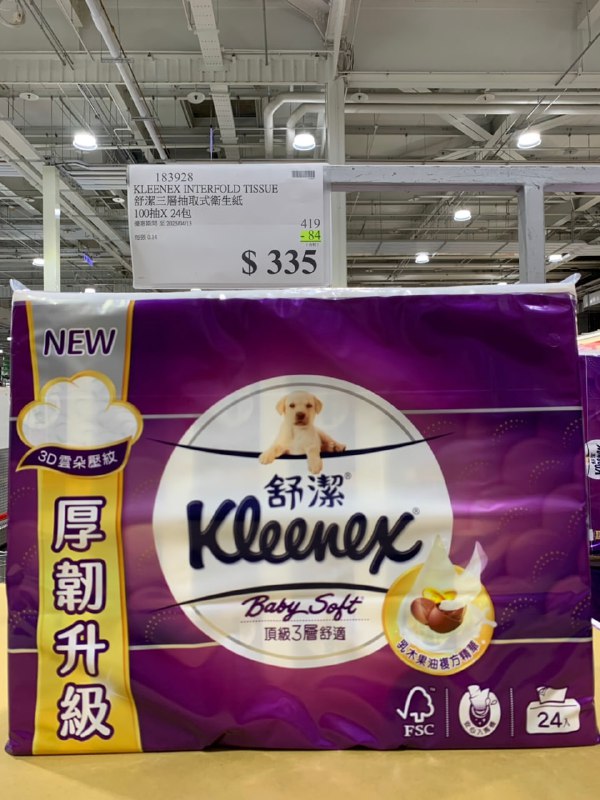 183928
KLEENEX INTERFOLD TISSUE
舒潔三層抽取式衛生紙
100抽X 24包
419
- 84
$ 335
NEW
3D雲朵壓紋
厚韌升級
舒潔®
Kleenex®
Baby Soft
頂級3層舒適
乳木果油複方精華
FSC
24入